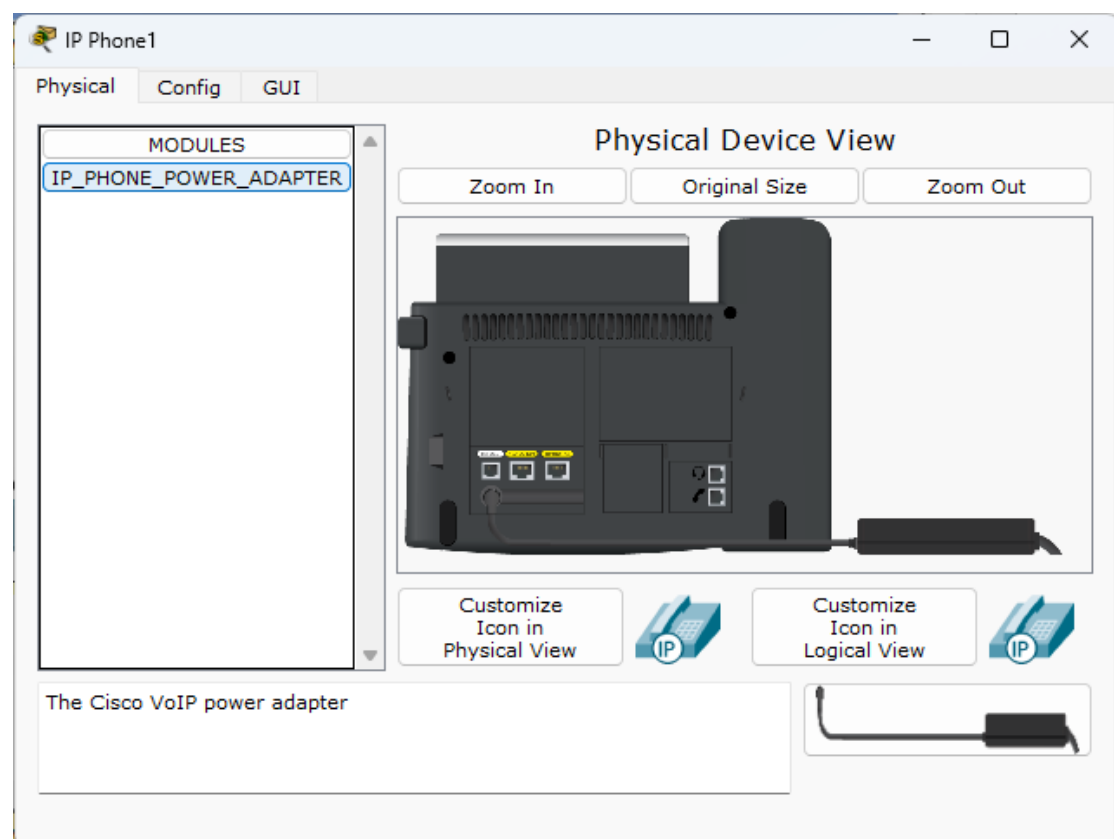 IP Phone1
Physical Config GUI
MODULES
IP_PHONE_POWER_ADAPTER
Physical Device View
Zoom In Original Size Zoom Out
Customize
Icon in
Physical View
IP
Customize
Icon in
Logical View
IP
The Cisco VoIP power adapter